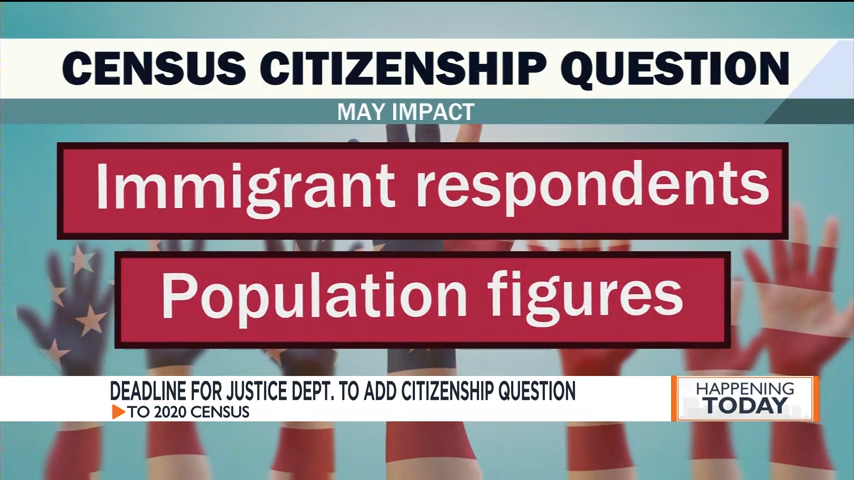 CENSUS CITIZENSHIP QUESTION
MAY IMPACT
Immigrant respondents
Population figures
DEADLINE FOR JUSTICE DEPT. TO ADD CITIZENSHIP QUESTION
TO 2020 CENSUS
HAPPENING
TODAY